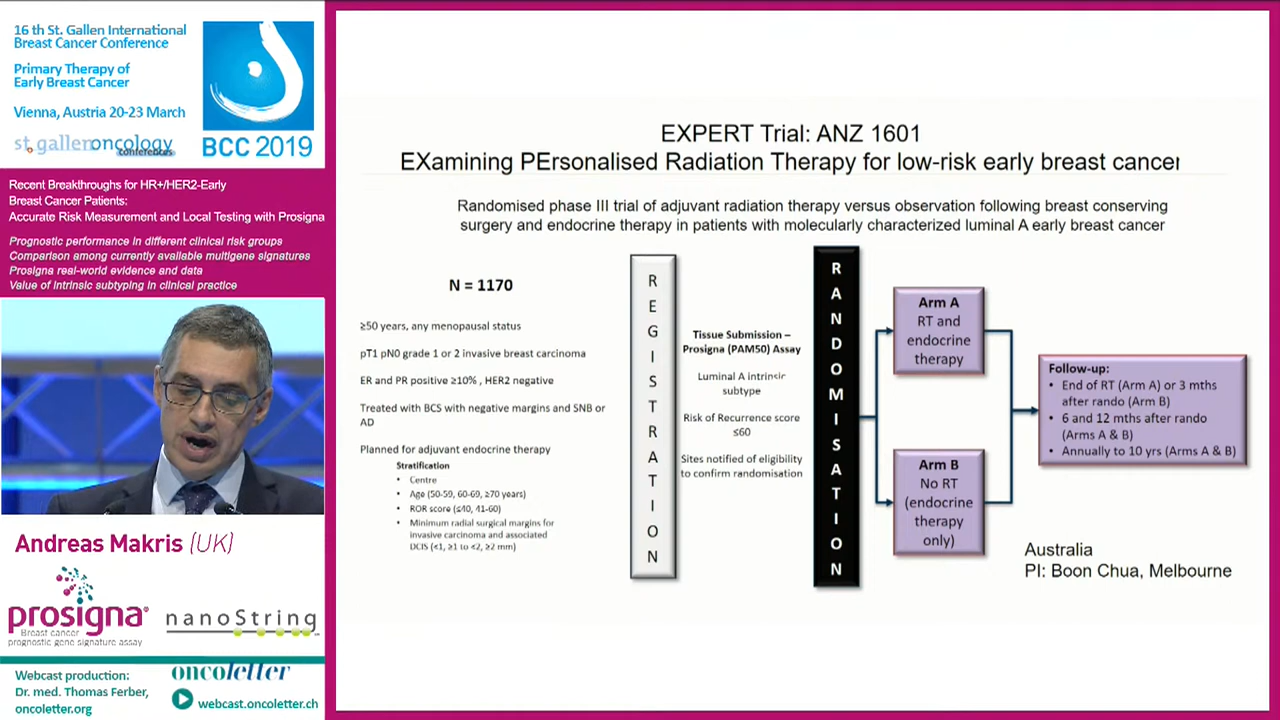 16 th St. Gallen International
Breast Cancer Conference
Primary Therapy of
Early Breast Cancer
Vienna, Austria 20-23 March
st.gallenoncology
conferences
BCC 2019
Recent Breakthroughs for HR+/HER2-Early
Breast Cancer Patients:
Accurate Risk Measurement and Local Testing with Prosigna
Prognostic performance in different clinical risk groups
Comparison among currently available multigene signatures
Prosigna real-world evidence and data
Value of intrinsic subtyping in clinical practice
Andreas Makris (UK)
prosigna®
Breast cancer
prognostic gene signature assay
nanoString
Webcast production:
Dr. med. Thomas Ferber,
oncoletter.org
oncoletter
webcast.oncoletter.ch
EXPERT Trial: ANZ 1601
EXamining PErsonalised Radiation Therapy for low-risk early breast cancer
Randomised phase III trial of adjuvant radiation therapy versus observation following breast conserving
surgery and endocrine therapy in patients with molecularly characterized luminal A early breast cancer
N = 1170
≥50 years, any menopausal status
pT1 pN0 grade 1 or 2 invasive breast carcinoma
ER and PR positive ≥10% , HER2 negative
Treated with BCS with negative margins and SNB or
AD
Planned for adjuvant endocrine therapy
Stratification
• Centre
• Age (50-59, 60-69, ≥70 years)
• ROR score (≤40, 41-60)
• Minimum radial surgical margins for
invasive carcinoma and associated
DCIS (<1, ≥1 to <2, ≥2 mm)
REGISTRATION
Tissue Submission –
Prosigna (PAM50) Assay
Luminal A intrinsic
subtype
Risk of Recurrence score
≤60
Sites notified of eligibility
to confirm randomisation
RANDOMISATION
Arm A
RT and
endocrine
therapy
Arm B
No RT
(endocrine
therapy
only)
Follow-up:
• End of RT (Arm A) or 3 mths
after rando (Arm B)
• 6 and 12 mths after rando
(Arms A & B)
• Annually to 10 yrs (Arms A & B)
Australia
PI: Boon Chua, Melbourne